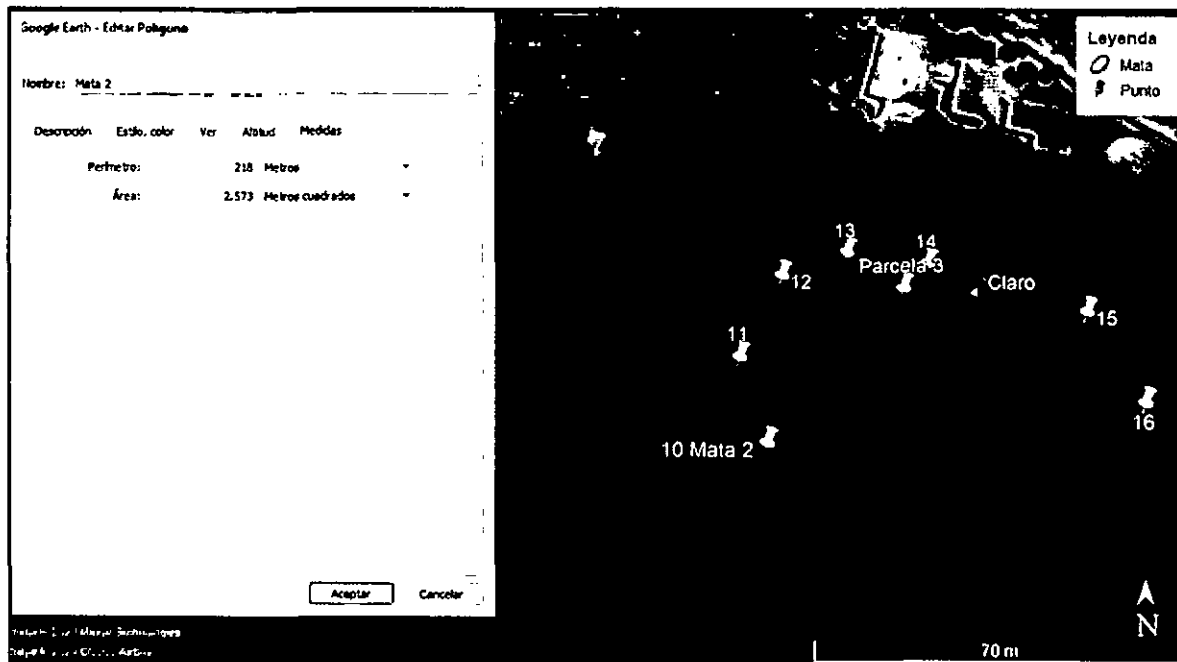 Google Earth - Editar Polígono
Nombre: Mata 2
Descripción Estilo, color Ver Altitud Medidas
Perímetro: 218 Metros
Área: 2.573 Metros cuadrados
Aceptar Cancelar
Leyenda
Mata
Punto
13
14
Parcela 3
12
Claro
15
11
16
10 Mata 2
N
70 m